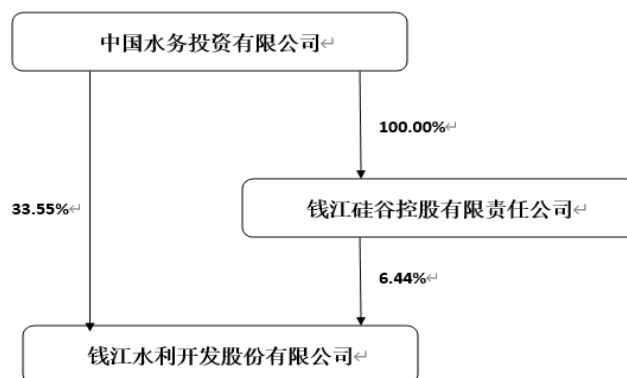 中国水务投资有限公司↵
100.00%↵
33.55%↵
钱江硅谷控股有限责任公司↵
6.44%↵
钱江水利开发股份有限公司↵